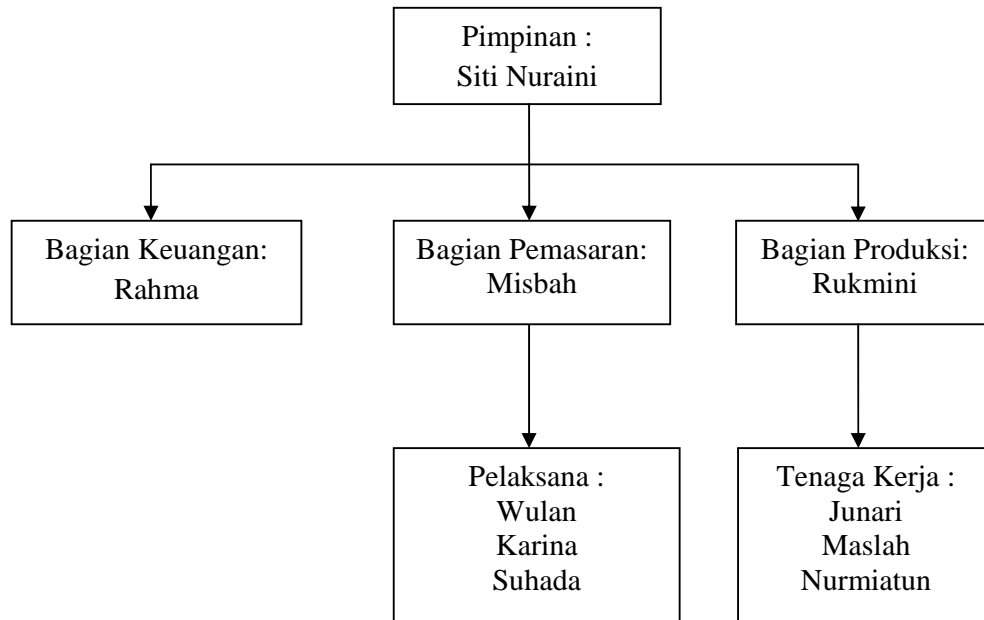 Pimpinan :
Siti Nuraini
Bagian Keuangan:
Rahma
Bagian Pemasaran:
Misbah
Bagian Produksi:
Rukmini
Pelaksana :
Wulan
Karina
Suhada
Tenaga Kerja :
Junari
Maslah
Nurmiatun